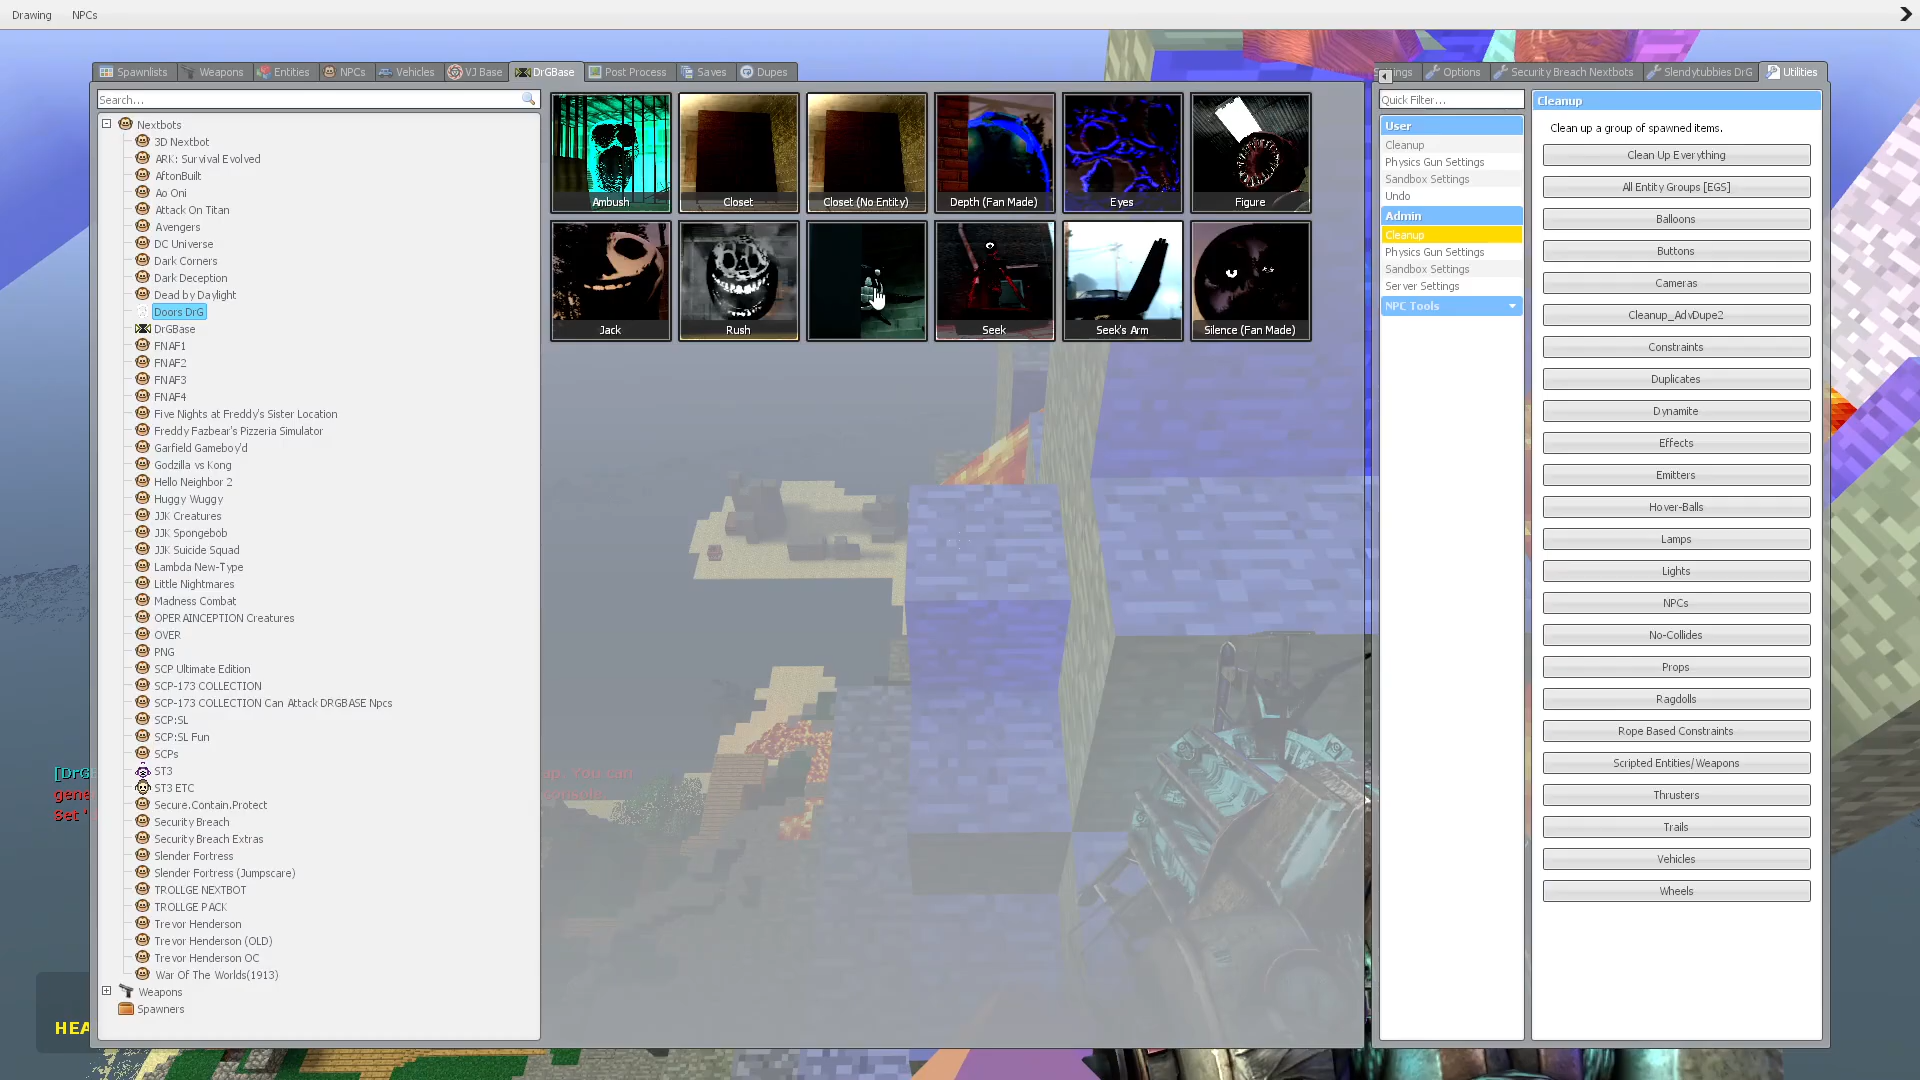 Drawing NPCs
Spawnlists Weapons Entities NPCs Vehicles VJ Base DrGBase Post Process Saves Dupes
Options Security Breach Nextbots Slendytubbies DrG Utilities
Search...
Nextbots
3D Nextbot
ARK: Survival Evolved
AftonBuilt
Ao Oni
Attack On Titan
Avengers
DC Universe
Dark Corners
Dark Deception
Dead by Daylight
Doors DrG
DrGBase
FNAF1
FNAF2
FNAF3
FNAF4
Five Nights at Freddy's Sister Location
Freddy Fazbear's Pizzeria Simulator
Garfield Gameboy'd
Godzilla vs Kong
Hello Neighbor 2
Huggy Wuggy
JJK Creatures
JJK Spongebob
JJK Suicide Squad
Lambda New-Type
Little Nightmares
Madness Combat
OPERAINCEPTION Creatures
OVER
PNG
SCP Ultimate Edition
SCP-173 COLLECTION
SCP-173 COLLECTION Can Attack DRGBASE Npcs
SCP:SL
SCP:SL Fun
SCPs
ST3
ST3 ETC
Secure.Contain.Protect
Security Breach
Security Breach Extras
Slender Fortress
Slender Fortress (Jumpscare)
TROLLGE NEXTBOT
TROLLGE PACK
Trevor Henderson
Trevor Henderson (OLD)
Trevor Henderson OC
War Of The Worlds(1913)
Weapons
Spawners
Ambush Closet Closet (No Entity) Depth (Fan Made) Eyes Figure
Jack Rush Seek Seek's Arm Silence (Fan Made)
up. You can
console.
[DrG
gene
Set '
HEA
Quick Filter...
User
Cleanup
Physics Gun Settings
Sandbox Settings
Undo
Admin
Cleanup
Physics Gun Settings
Sandbox Settings
Server Settings
NPC Tools
Cleanup
Clean up a group of spawned items.
Clean Up Everything
All Entity Groups [EGS]
Balloons
Buttons
Cameras
Cleanup_AdvDupe2
Constraints
Duplicates
Dynamite
Effects
Emitters
Hover-Balls
Lamps
Lights
NPCs
No-Collides
Props
Ragdolls
Rope Based Constraints
Scripted Entities/Weapons
Thrusters
Trails
Vehicles
Wheels